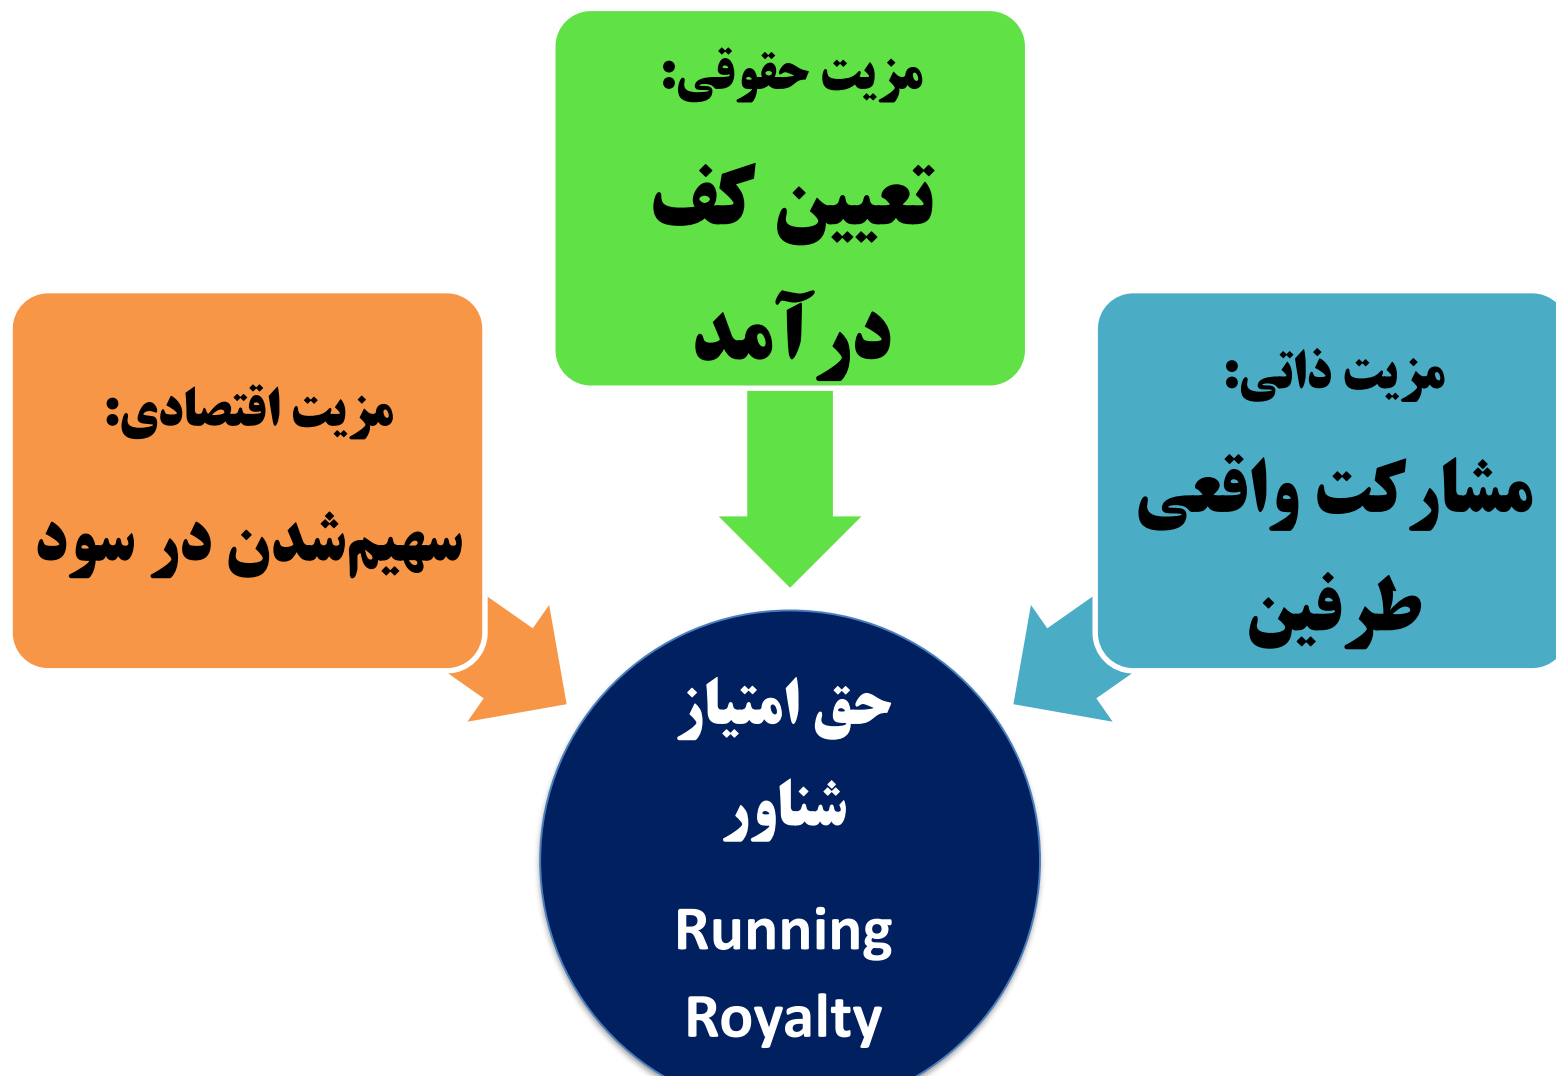 مزیت حقوقی:
تعیین کف
درآمد
مزیت ذاتی:
مشارکت واقعی
طرفین
مزیت اقتصادی:
سهیم‌شدن در سود
حق امتیاز
شناور
Running
Royalty